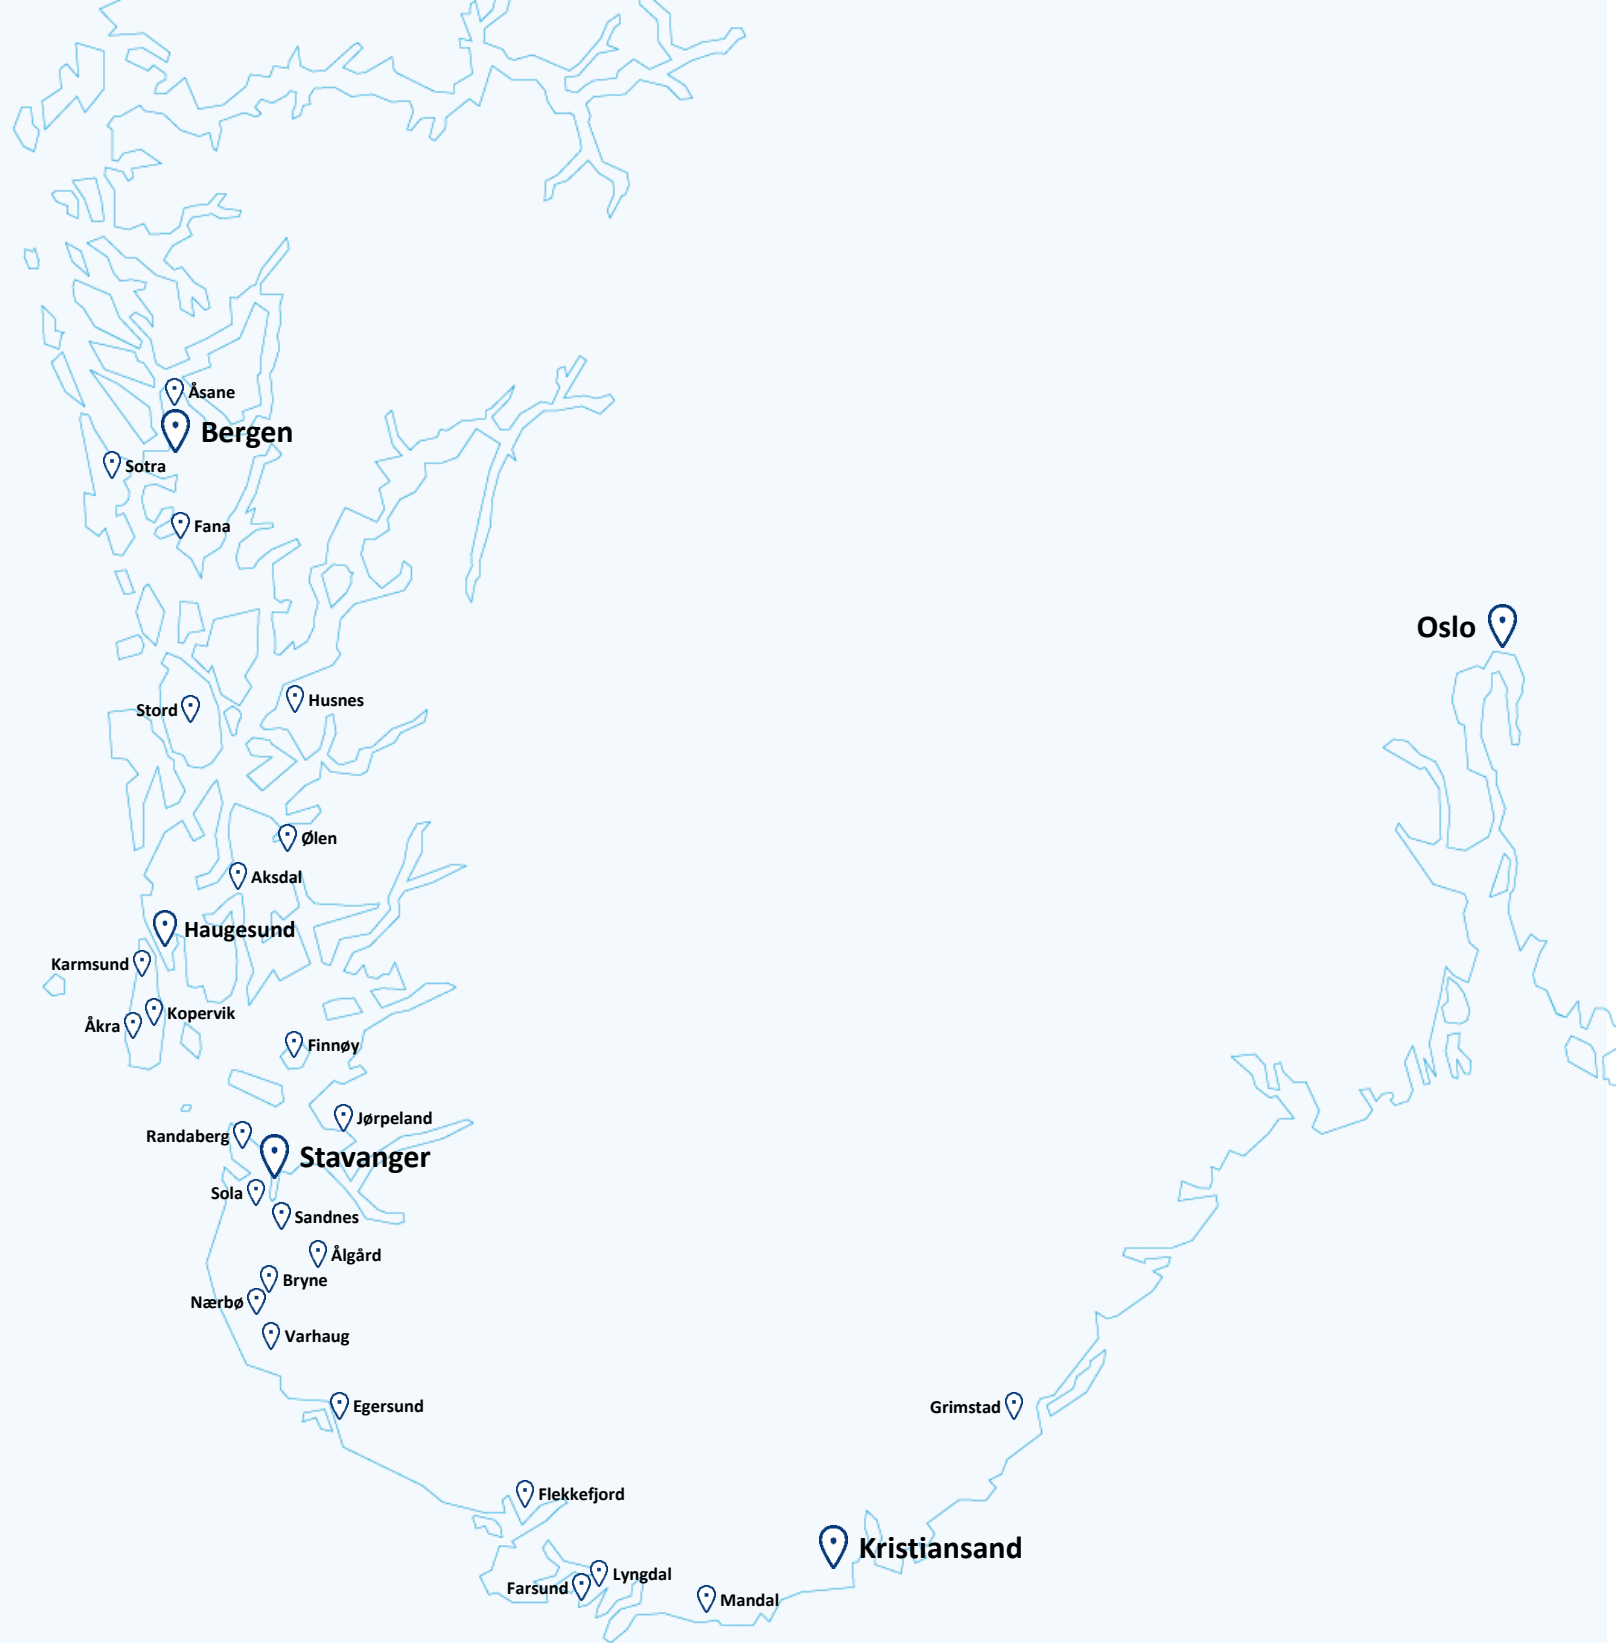 Åsane
Bergen
Sotra
Fana
Oslo
Husnes
Stord
Ølen
Aksdal
Haugesund
Karmsund
Kopervik
Åkra
Finnøy
Jørpeland
Randaberg
Stavanger
Sola
Sandnes
Ålgård
Bryne
Nærbø
Varhaug
Egersund
Grimstad
Flekkefjord
Kristiansand
Lyngdal
Farsund
Mandal